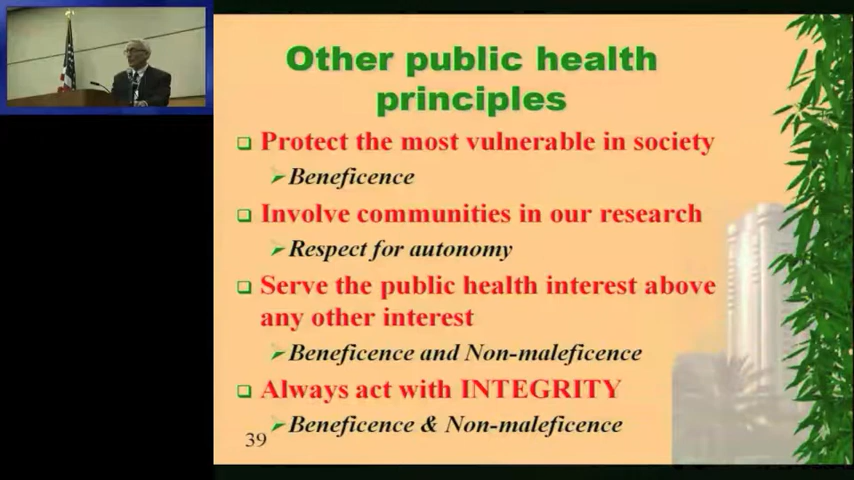 Other public health
principles
Protect the most vulnerable in society
Beneficence
Involve communities in our research
Respect for autonomy
Serve the public health interest above
any other interest
Beneficence and Non-maleficence
Always act with INTEGRITY
Beneficence & Non-maleficence
39